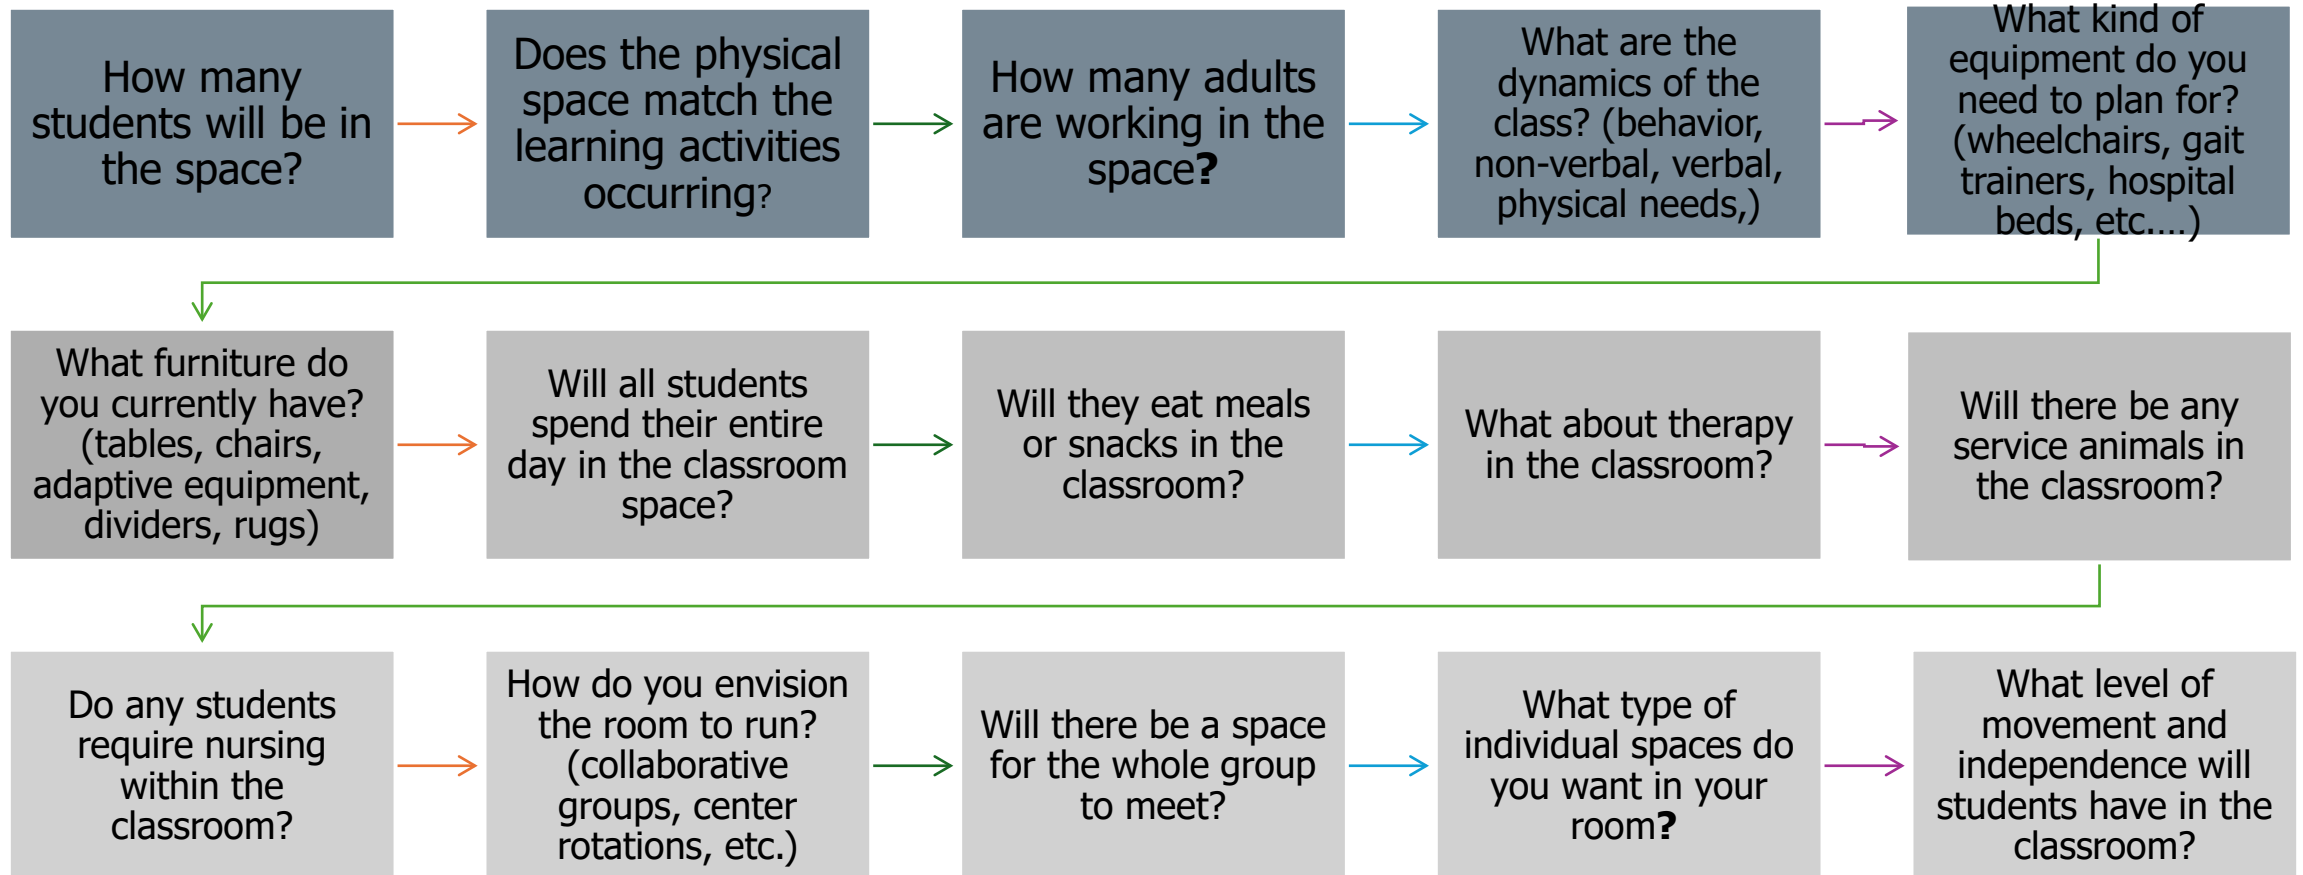 How many
students will be in
the space?
Does the physical
space match the
learning activities
occurring?
How many adults
are working in the
space?
What are the
dynamics of the
class? (behavior,
non-verbal, verbal,
physical needs,)
What kind of
equipment do you
need to plan for?
(wheelchairs, gait
trainers, hospital
beds, etc.…)
What furniture do
you currently have?
(tables, chairs,
adaptive equipment,
dividers, rugs)
Will all students
spend their entire
day in the classroom
space?
Will they eat meals
or snacks in the
classroom?
What about therapy
in the classroom?
Will there be any
service animals in
the classroom?
Do any students
require nursing
within the
classroom?
How do you envision
the room to run?
(collaborative
groups, center
rotations, etc.)
Will there be a space
for the whole group
to meet?
What type of
individual spaces do
you want in your
room?
What level of
movement and
independence will
students have in the
classroom?